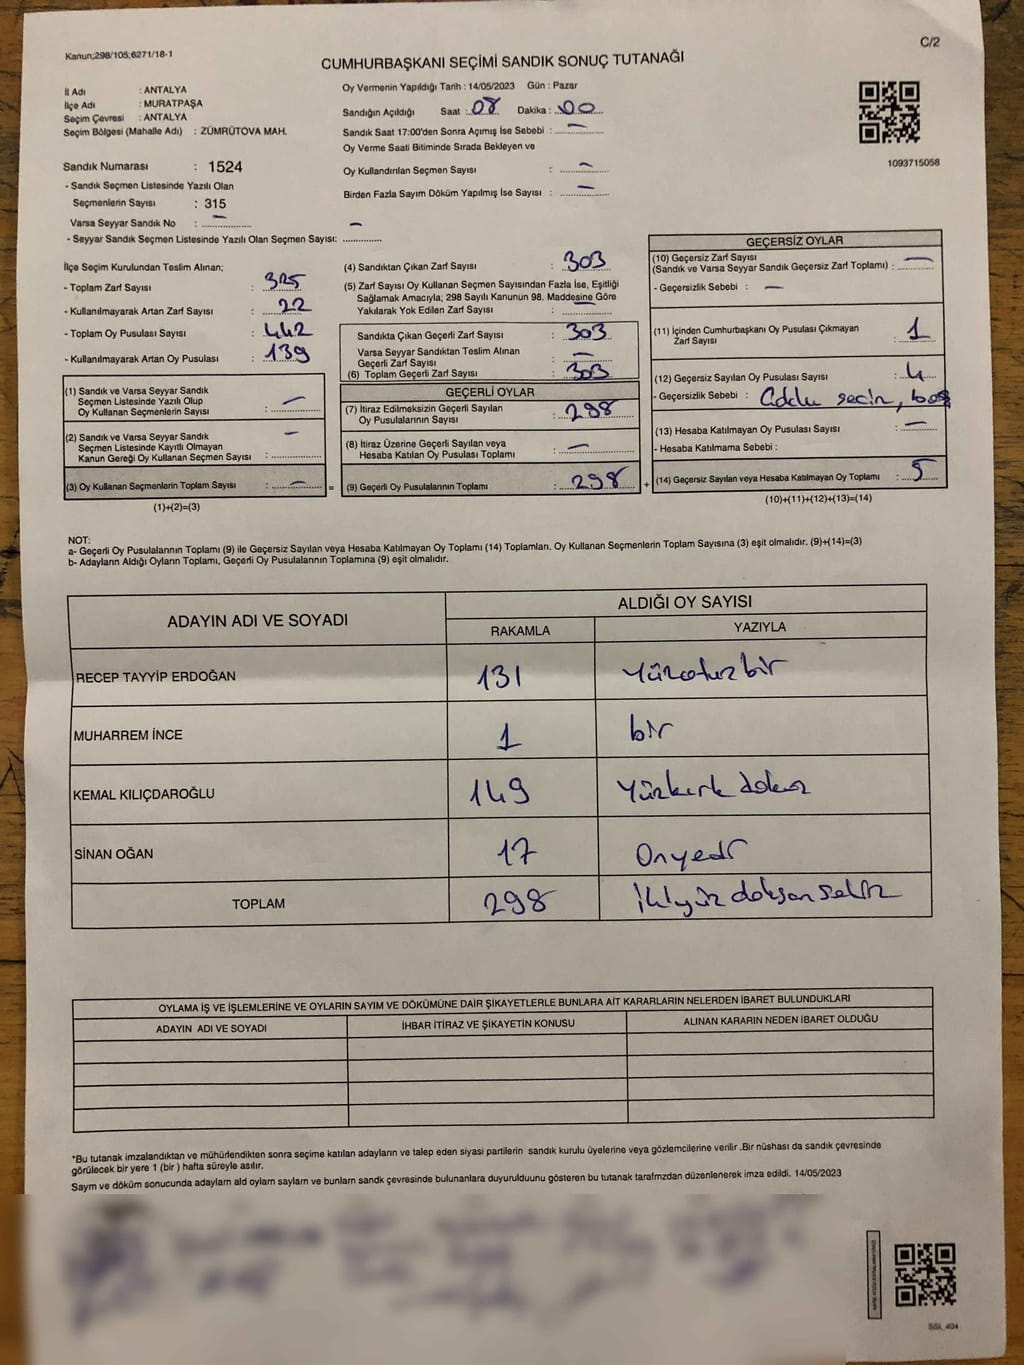 Kanun;298/105;6271/18-1
C/2
CUMHURBAŞKANI SEÇİMİ SANDIK SONUÇ TUTANAĞI
İl Adı : ANTALYA
İlçe Adı : MURATPAŞA
Seçim Çevresi : ANTALYA
Seçim Bölgesi (Mahalle Adı) : ZÜMRÜTOVA MAH.
Oy Vermenin Yapıldığı Tarih : 14/05/2023 Gün : Pazar
Sandığın Açıldığı Saat : 08 Dakika : 00
Sandık Saat 17:00'den Sonra Açımış İse Sebebi : —
Oy Verme Saati Bitiminde Sırada Bekleyen ve
Oy Kullandırılan Seçmen Sayısı : —
Birden Fazla Sayım Döküm Yapılmış İse Sayısı : —
1093715058
Sandık Numarası : 1524
- Sandık Seçmen Listesinde Yazılı Olan
Seçmenlerin Sayısı : 315
Varsa Seyyar Sandık No : —
- Seyyar Sandık Seçmen Listesinde Yazılı Olan Seçmen Sayısı: —
İlçe Seçim Kurulundan Teslim Alınan;
- Toplam Zarf Sayısı : 325
- Kullanılmayarak Artan Zarf Sayısı : 22
- Toplam Oy Pusulası Sayısı : 442
- Kullanılmayarak Artan Oy Pusulası : 139
(1) Sandık ve Varsa Seyyar Sandık
Seçmen Listesinde Yazılı Olup
Oy Kullanan Seçmenlerin Sayısı : —
(2) Sandık ve Varsa Seyyar Sandık
Seçmen Listesinde Kayıtlı Olmayan
Kanun Gereği Oy Kullanan Seçmen Sayısı : —
(3) Oy Kullanan Seçmenlerin Toplam Sayısı : — =
(1)+(2)=(3)
(4) Sandıktan Çıkan Zarf Sayısı : 303
(5) Zarf Sayısı Oy Kullanan Seçmen Sayısından Fazla İse, Eşitliği
Sağlamak Amacıyla; 298 Sayılı Kanunun 98. Maddesine Göre
Yakılarak Yok Edilen Zarf Sayısı : —
Sandıkta Çıkan Geçerli Zarf Sayısı : 303
Varsa Seyyar Sandıktan Teslim Alınan
Geçerli Zarf Sayısı : —
(6) Toplam Geçerli Zarf Sayısı : 303
GEÇERLİ OYLAR
(7) İtiraz Edilmeksizin Geçerli Sayılan
Oy Pusulalarının Sayısı : 298
(8) İtiraz Üzerine Geçerli Sayılan veya
Hesaba Katılan Oy Pusulası Toplamı : —
(9) Geçerli Oy Pusulalarının Toplamı : 298 +
GEÇERSİZ OYLAR
(10) Geçersiz Zarf Sayısı
(Sandık ve Varsa Seyyar Sandık Geçersiz Zarf Toplamı) : —
- Geçersizlik Sebebi : —
(11) İçinden Cumhurbaşkanı Oy Pusulası Çıkmayan
Zarf Sayısı : 1
(12) Geçersiz Sayılan Oy Pusulası Sayısı : 4
- Geçersizlik Sebebi : seçim, boş
(13) Hesaba Katılmayan Oy Pusulası Sayısı : —
- Hesaba Katılmama Sebebi :
(14) Geçersiz Sayılan veya Hesaba Katılmayan Oy Toplamı : 5
(10)+(11)+(12)+(13)=(14)
NOT:
a- Geçerli Oy Pusulalarının Toplamı (9) ile Geçersiz Sayılan veya Hesaba Katılmayan Oy Toplamı (14) Toplamları, Oy Kullanan Seçmenlerin Toplam Sayısına (3) eşit olmalıdır. (9)+(14)=(3)
b- Adayların Aldığı Oyların Toplamı, Geçerli Oy Pusulalarının Toplamına (9) eşit olmalıdır.
ADAYIN ADI VE SOYADI
ALDIĞI OY SAYISI
RAKAMLA YAZIYLA
RECEP TAYYİP ERDOĞAN 131 Yüzotuzbir
MUHARREM İNCE 1 bir
KEMAL KILIÇDAROĞLU 149 Yüzkırk dokuz
SİNAN OĞAN 17 Onyedi
TOPLAM 298 İkiyüz doksan sekiz
OYLAMA İŞ VE İŞLEMLERİNE VE OYLARIN SAYIM VE DÖKÜMÜNE DAİR ŞİKAYETLERLE BUNLARA AİT KARARLARIN NELERDEN İBARET BULUNDUKLARI
ADAYIN ADI VE SOYADI İHBAR İTİRAZ VE ŞİKAYETİN KONUSU ALINAN KARARIN NEDEN İBARET OLDUĞU
*Bu tutanak imzalandıktan ve mühürlendikten sonra seçime katılan adayların ve talep eden siyasi partilerin sandık kurulu üyelerine veya gözlemcilerine verilir .Bir nüshası da sandık çevresinde
görülecek bir yere 1 (bir ) hafta süreyle asılır.
Sayım ve döküm sonucunda adaylam ald oylam saylarn ve bunlarn sandk çevresinde bulunanlara duyurulduunu gösteren bu tutanak tarafmzdan düzenlenerek imza edildi. 14/05/2023
SSI_404